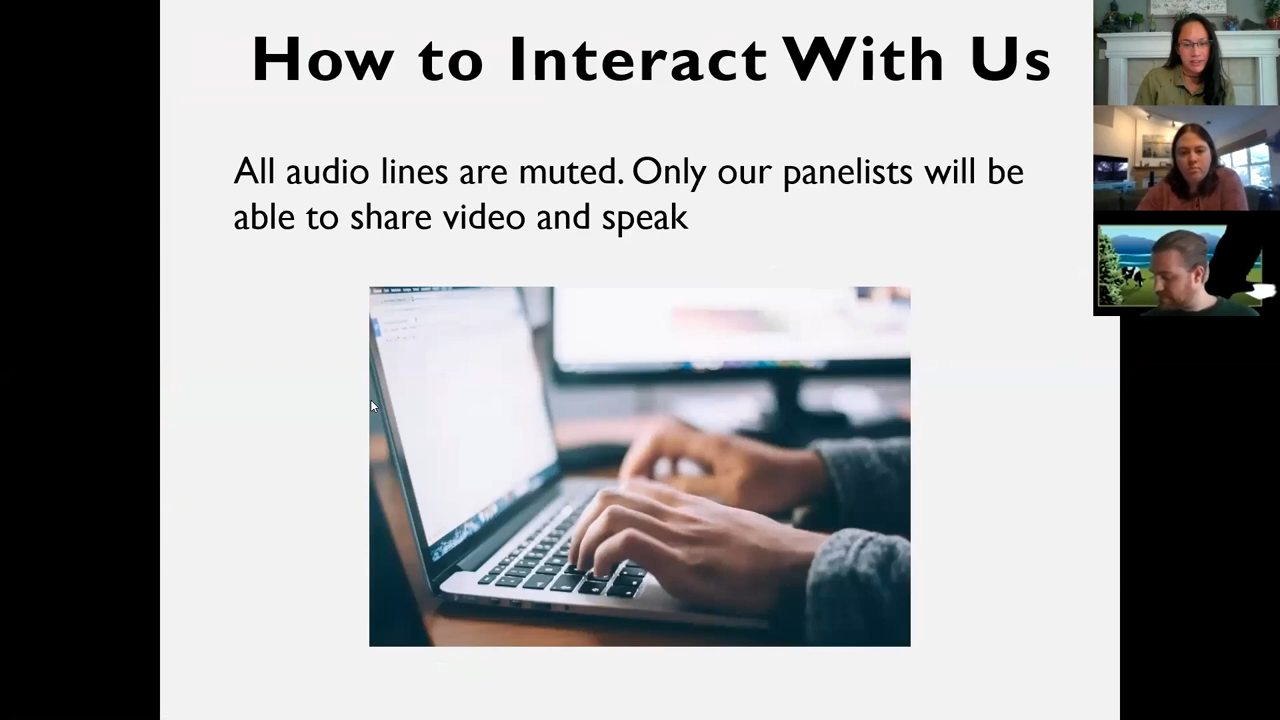 How to Interact With Us
All audio lines are muted. Only our panelists will be
able to share video and speak